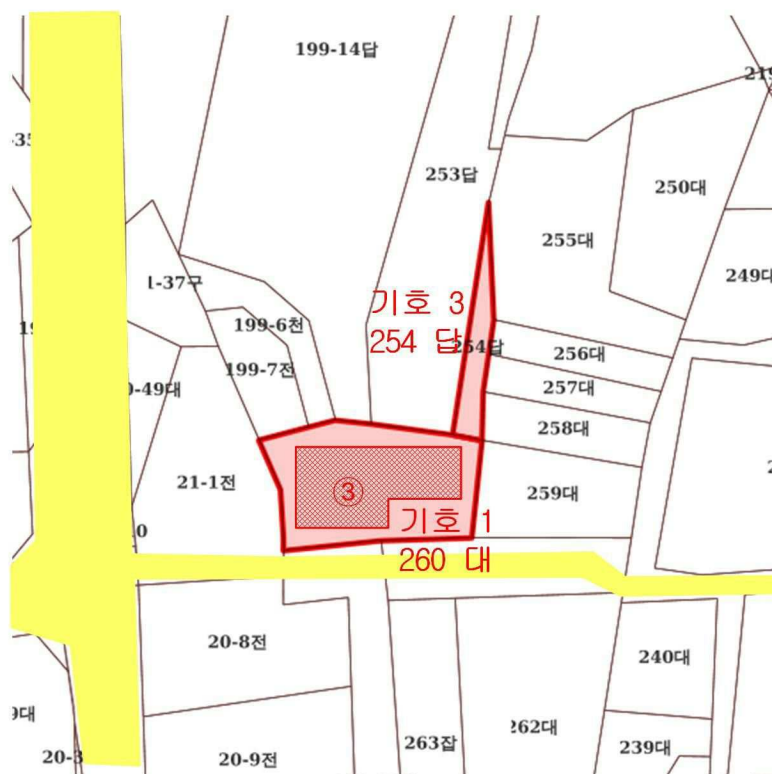 199-14답
253답
250대
255대
249대
1-37구
기호 3
199-6천
254 답
254답
256대
199-7전
257대
0-49대
258대
21-1전
③
259대
기호 1
260 대
20-8전
240대
262대
263잡
239대
20-9전